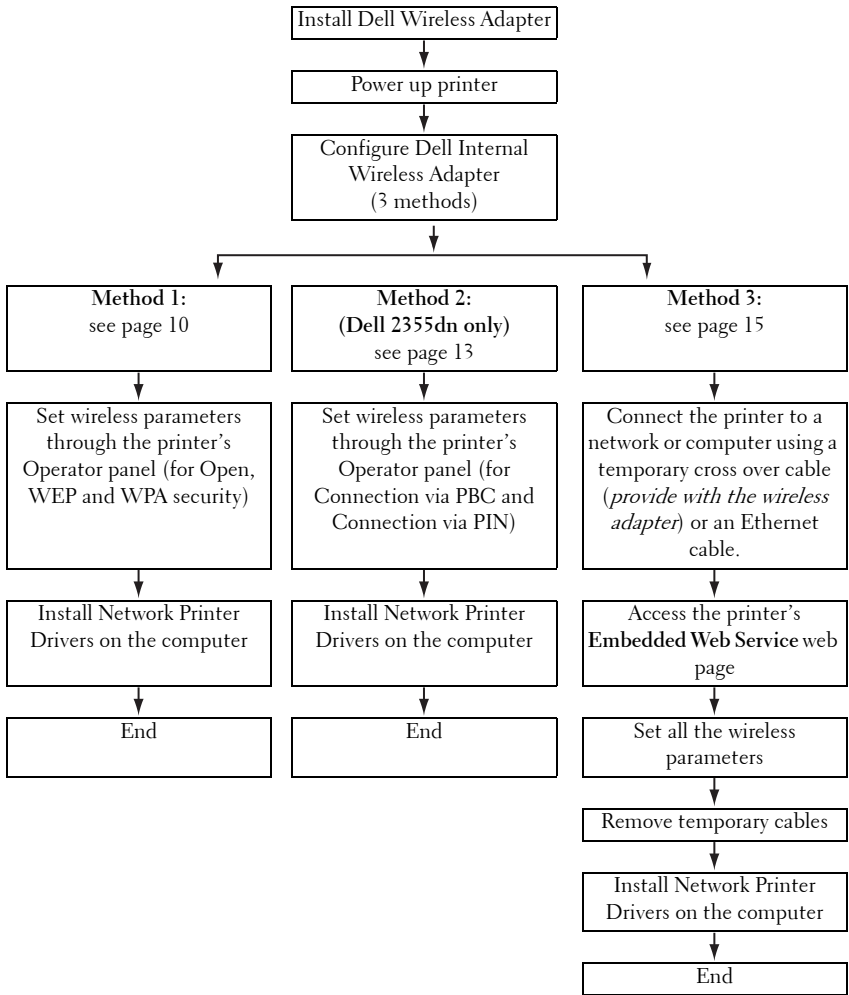 Install Dell Wireless Adapter
Power up printer
Configure Dell Internal
Wireless Adapter
(3 methods)
Method 1:
see page 10
Set wireless parameters
through the printer's
Operator panel (for Open,
WEP and WPA security)
Install Network Printer
Drivers on the computer
End
Method 2:
(Dell 2355dn only)
see page 13
Set wireless parameters
through the printer's
Operator panel (for
Connection via PBC and
Connection via PIN)
Install Network Printer
Drivers on the computer
End
Method 3:
see page 15
Connect the printer to a
network or computer using a
temporary cross over cable
(provide with the wireless
adapter) or an Ethernet
cable.
Access the printer's
Embedded Web Service web
page
Set all the wireless
parameters
Remove temporary cables
Install Network Printer
Drivers on the computer
End